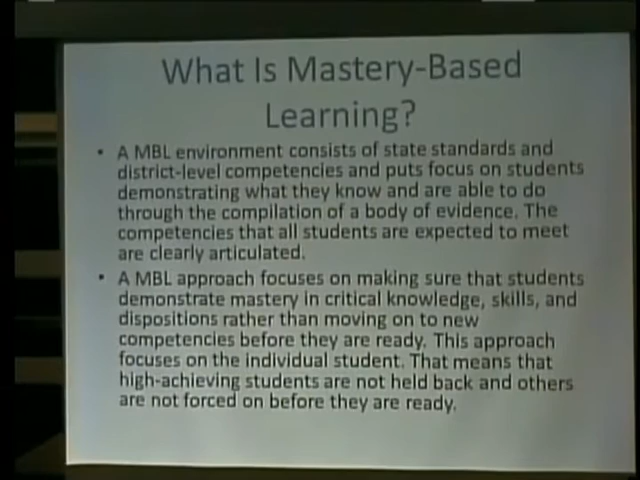 What Is Mastery-Based
Learning?
• A MBL environment consists of state standards and
district-level competencies and puts focus on students
demonstrating what they know and are able to do
through the compilation of a body of evidence. The
competencies that all students are expected to meet
are clearly articulated.
• A MBL approach focuses on making sure that students
demonstrate mastery in critical knowledge, skills, and
dispositions rather than moving on to new
competencies before they are ready. This approach
focuses on the individual student. That means that
high-achieving students are not held back and others
are not forced on before they are ready.